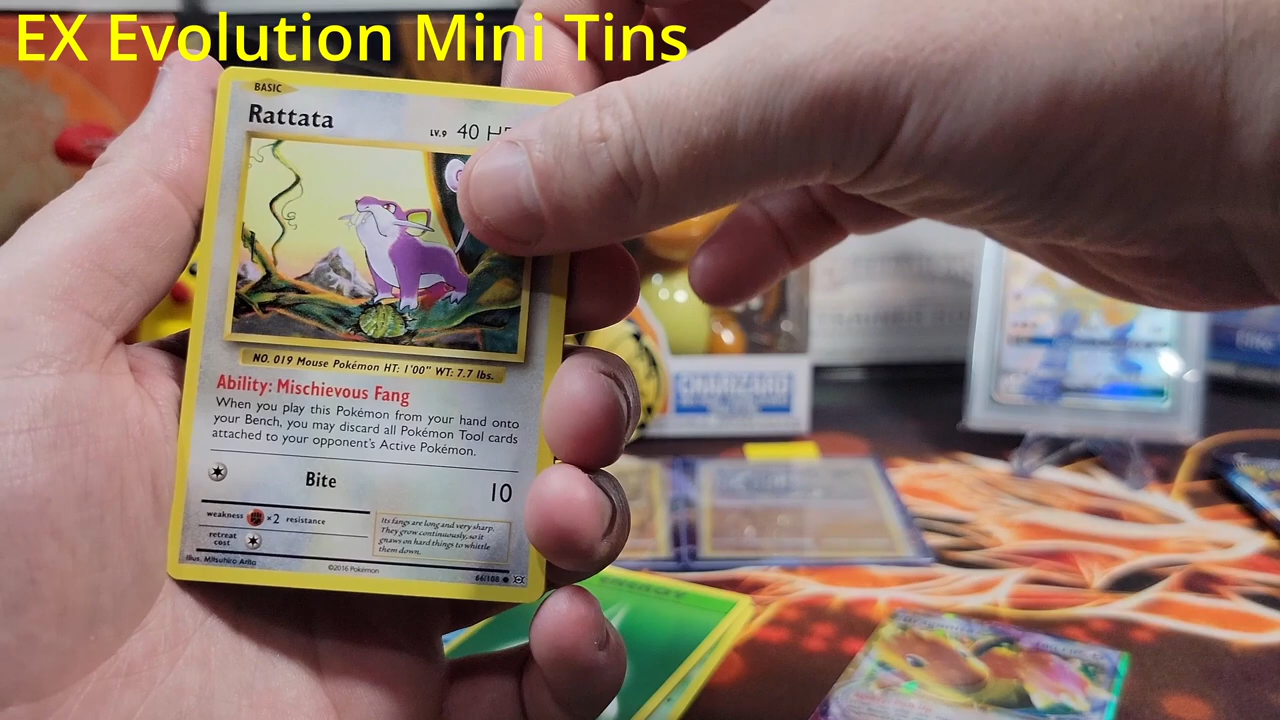 EX Evolution Mini Tins
BASIC
Rattata
LV.9 40
NO. 019 Mouse Pokémon HT: 1'00" WT: 7.7 lbs.
Ability: Mischievous Fang
When you play this Pokémon from your hand onto
your Bench, you may discard all Pokémon Tool cards
attached to your opponent's Active Pokémon.
Bite 10
weakness ×2 resistance
retreat
cost
Its fangs are long and very sharp.
They grow continuously, so it
gnaws on hard things to whittle
them down.
Illus. Mitsuhiro Arita
©2016 Pokémon
66/108
CHARIZARD